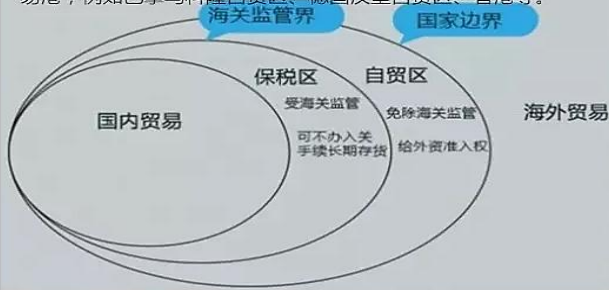 海关监管界
国家边界
保税区
自贸区
受海关监管
免除海关监管
海外贸易
国内贸易
可不办入关
手续长期存货
给外资准入权